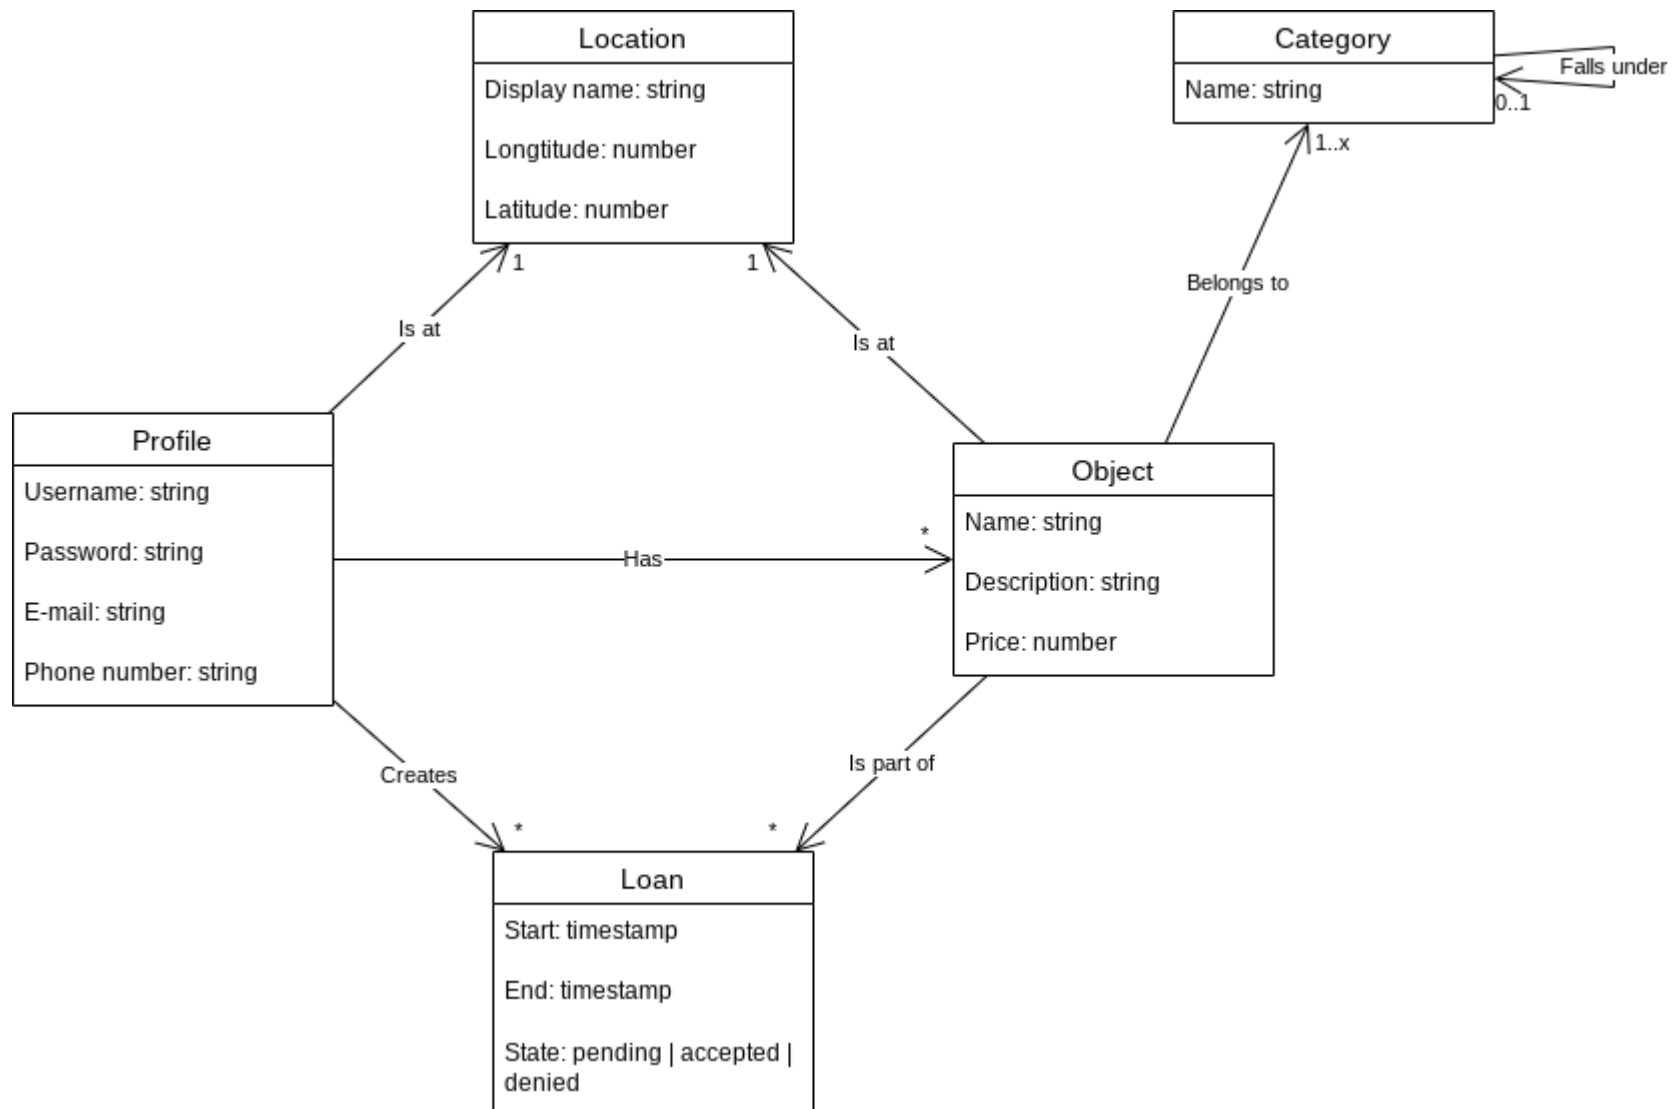 Location
Display name: string
Longtitude: number
Latitude: number
Category
Name: string
Falls under
0..1
1..x
Belongs to
1
1
Is at
Is at
Profile
Username: string
Password: string
E-mail: string
Phone number: string
Has
*
Object
Name: string
Description: string
Price: number
Creates
Is part of
*
*
Loan
Start: timestamp
End: timestamp
State: pending | accepted |
denied